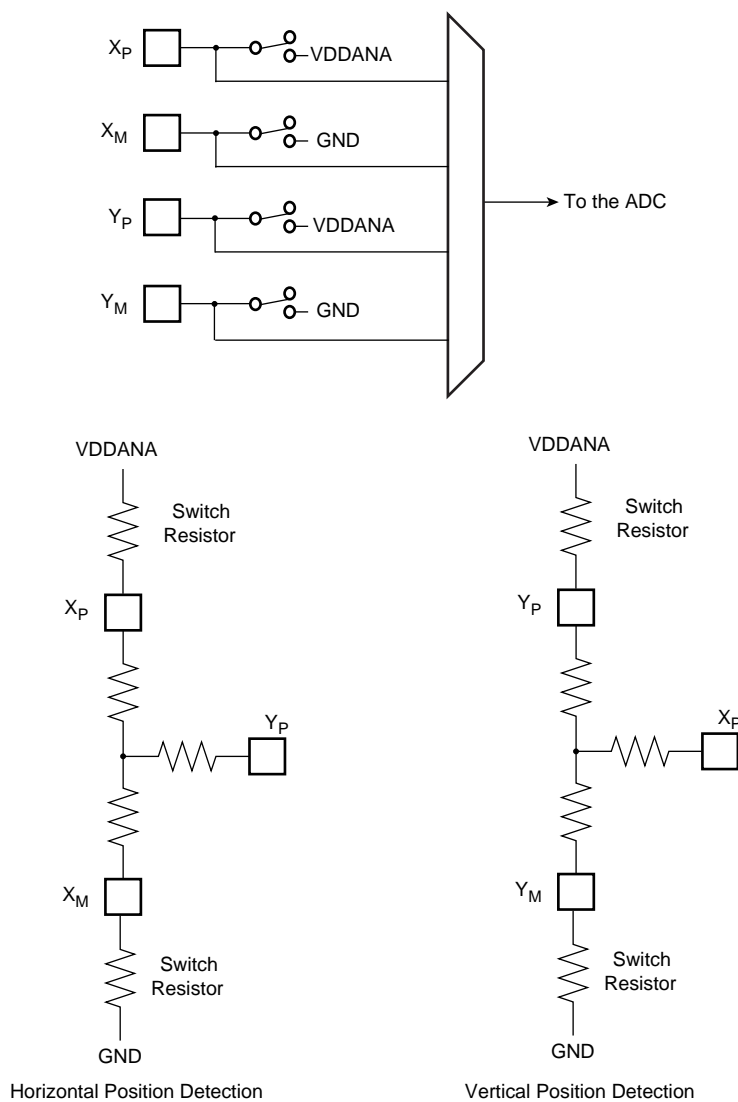 XP
VDDANA
XM
GND
YP
VDDANA
To the ADC
YM
GND
VDDANA
Switch
Resistor
XP
YP
XM
Switch
Resistor
GND
Horizontal Position Detection
VDDANA
Switch
Resistor
YP
XP
YM
Switch
Resistor
GND
Vertical Position Detection